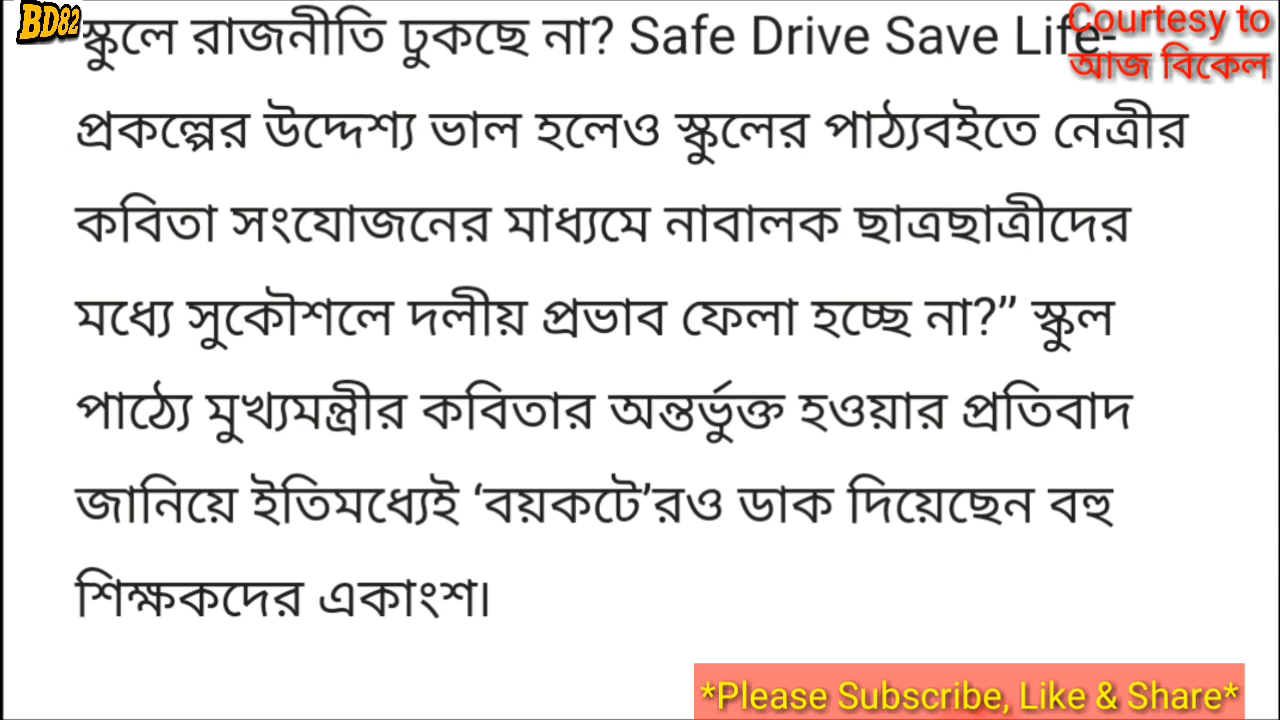 BD82
স্কুলে রাজনীতি ঢুকছে না? Safe Drive Save Life-
Courtesy to
আজ বিকেল
প্রকল্পের উদ্দেশ্য ভাল হলেও স্কুলের পাঠ্যবইতে নেত্রীর
কবিতা সংযোজনের মাধ্যমে নাবালক ছাত্রছাত্রীদের
মধ্যে সুকৌশলে দলীয় প্রভাব ফেলা হচ্ছে না?” স্কুল
পাঠ্যে মুখ্যমন্ত্রীর কবিতার অন্তর্ভুক্ত হওয়ার প্রতিবাদ
জানিয়ে ইতিমধ্যেই ‘বয়কটে’রও ডাক দিয়েছেন বহু
শিক্ষকদের একাংশ।
*Please Subscribe, Like & Share*